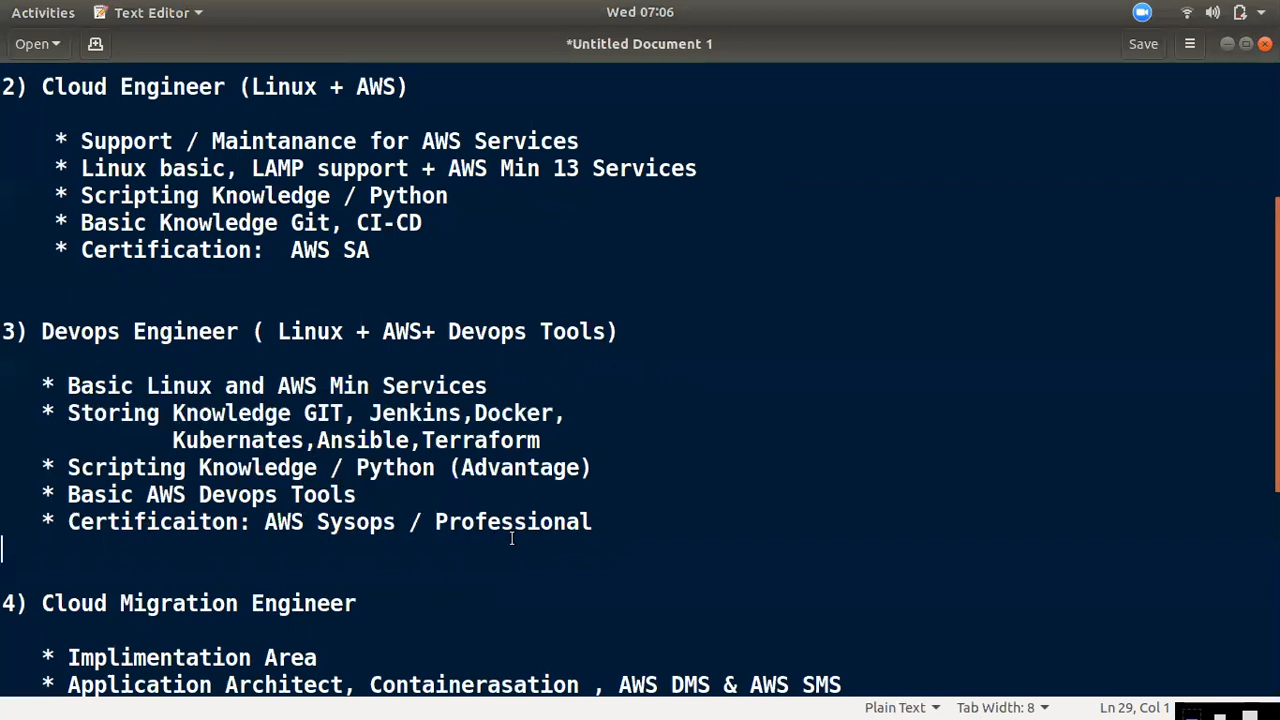 Activities Text Editor Wed 07:06
Open *Untitled Document 1 Save
2) Cloud Engineer (Linux + AWS)
* Support / Maintanance for AWS Services
* Linux basic, LAMP support + AWS Min 13 Services
* Scripting Knowledge / Python
* Basic Knowledge Git, CI-CD
* Certification: AWS SA
3) Devops Engineer ( Linux + AWS+ Devops Tools)
* Basic Linux and AWS Min Services
* Storing Knowledge GIT, Jenkins,Docker,
Kubernates,Ansible,Terraform
* Scripting Knowledge / Python (Advantage)
* Basic AWS Devops Tools
* Certificaiton: AWS Sysops / Professional
4) Cloud Migration Engineer
* Implimentation Area
* Application Architect, Containerasation , AWS DMS & AWS SMS
Plain Text Tab Width: 8 Ln 29, Col 1